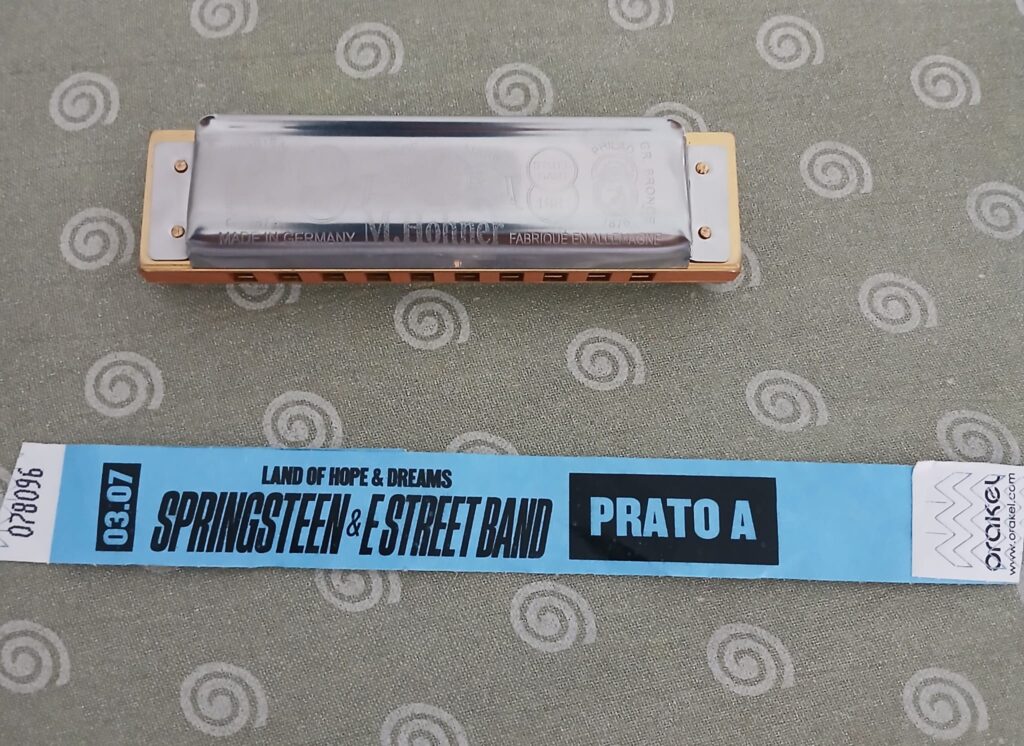 MADE IN GERMANY M. Hohner FABRIQUÉ EN ALLEMAGNE
078096
03.07
LAND OF HOPE & DREAMS
SPRINGSTEEN & E STREET BAND
PRATO A
orakel
www.orakel.com